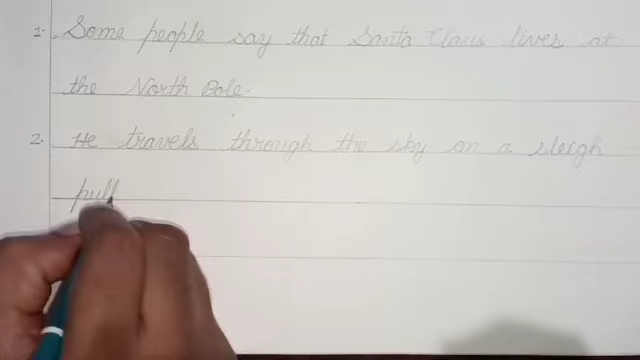 1. Some people say that Santa Claus lives at
the North Pole.
2. He travels through the sky on a sleigh
pull